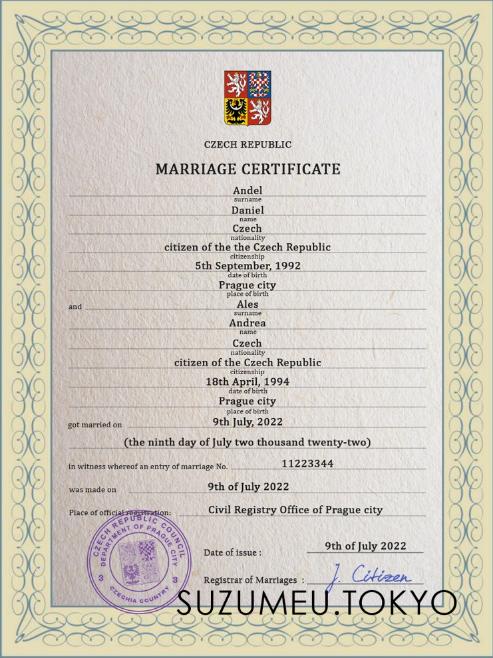 CZECH REPUBLIC
MARRIAGE CERTIFICATE
Andel
surname
Daniel
name
Czech
nationality
citizen of the the Czech Republic
citizenship
5th September, 1992
date of birth
Prague city
place of birth
and Ales
surname
Andrea
name
Czech
nationality
citizen of the Czech Republic
citizenship
18th April, 1994
date of birth
Prague city
place of birth
got married on 9th July, 2022
(the ninth day of July two thousand twenty-two)
in witness whereof an entry of marriage No. 11223344
was made on 9th of July 2022
Place of official registration: Civil Registry Office of Prague city
CZECH REPUBLIC COUNCIL
DEPARTMENT OF PRAGUE CITY
3 3
CZECHIA COUNTRY
Date of issue : 9th of July 2022
Registrar of Marriages : J. Citizen
SUZUMEU.TOKYO